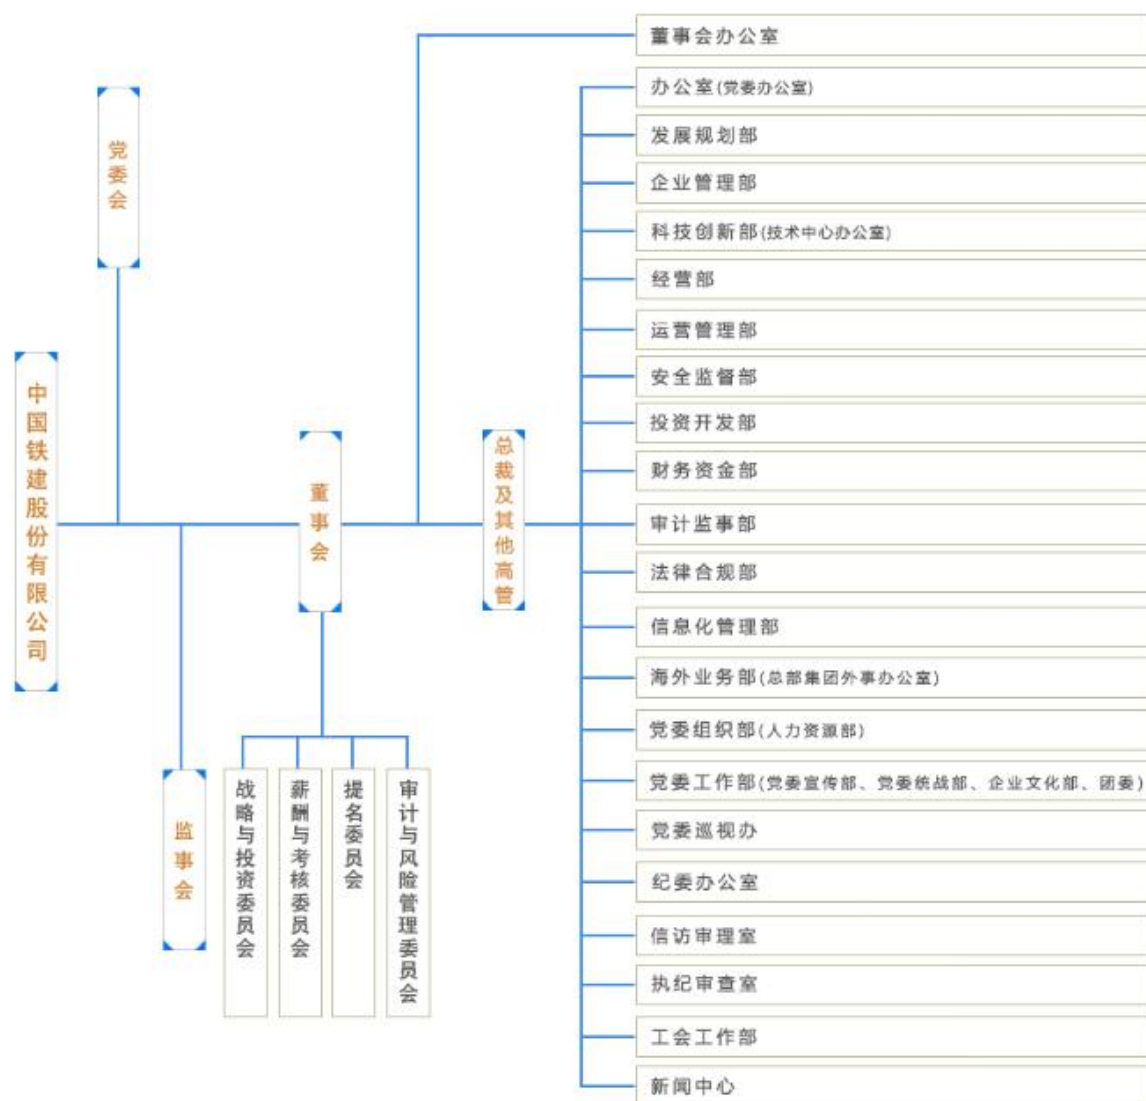 中国铁建股份有限公司
党委会
监事会
董事会
战略与投资委员会
薪酬与考核委员会
提名委员会
审计与风险管理委员会
总裁及其他高管
董事会办公室
办公室(党委办公室)
发展规划部
企业管理部
科技创新部(技术中心办公室)
经营部
运营管理部
安全监督部
投资开发部
财务资金部
审计监事部
法律合规部
信息化管理部
海外业务部(总部集团外事办公室)
党委组织部(人力资源部)
党委工作部(党委宣传部、党委统战部、企业文化部、团委)
党委巡视办
纪委办公室
信访审理室
执纪审查室
工会工作部
新闻中心